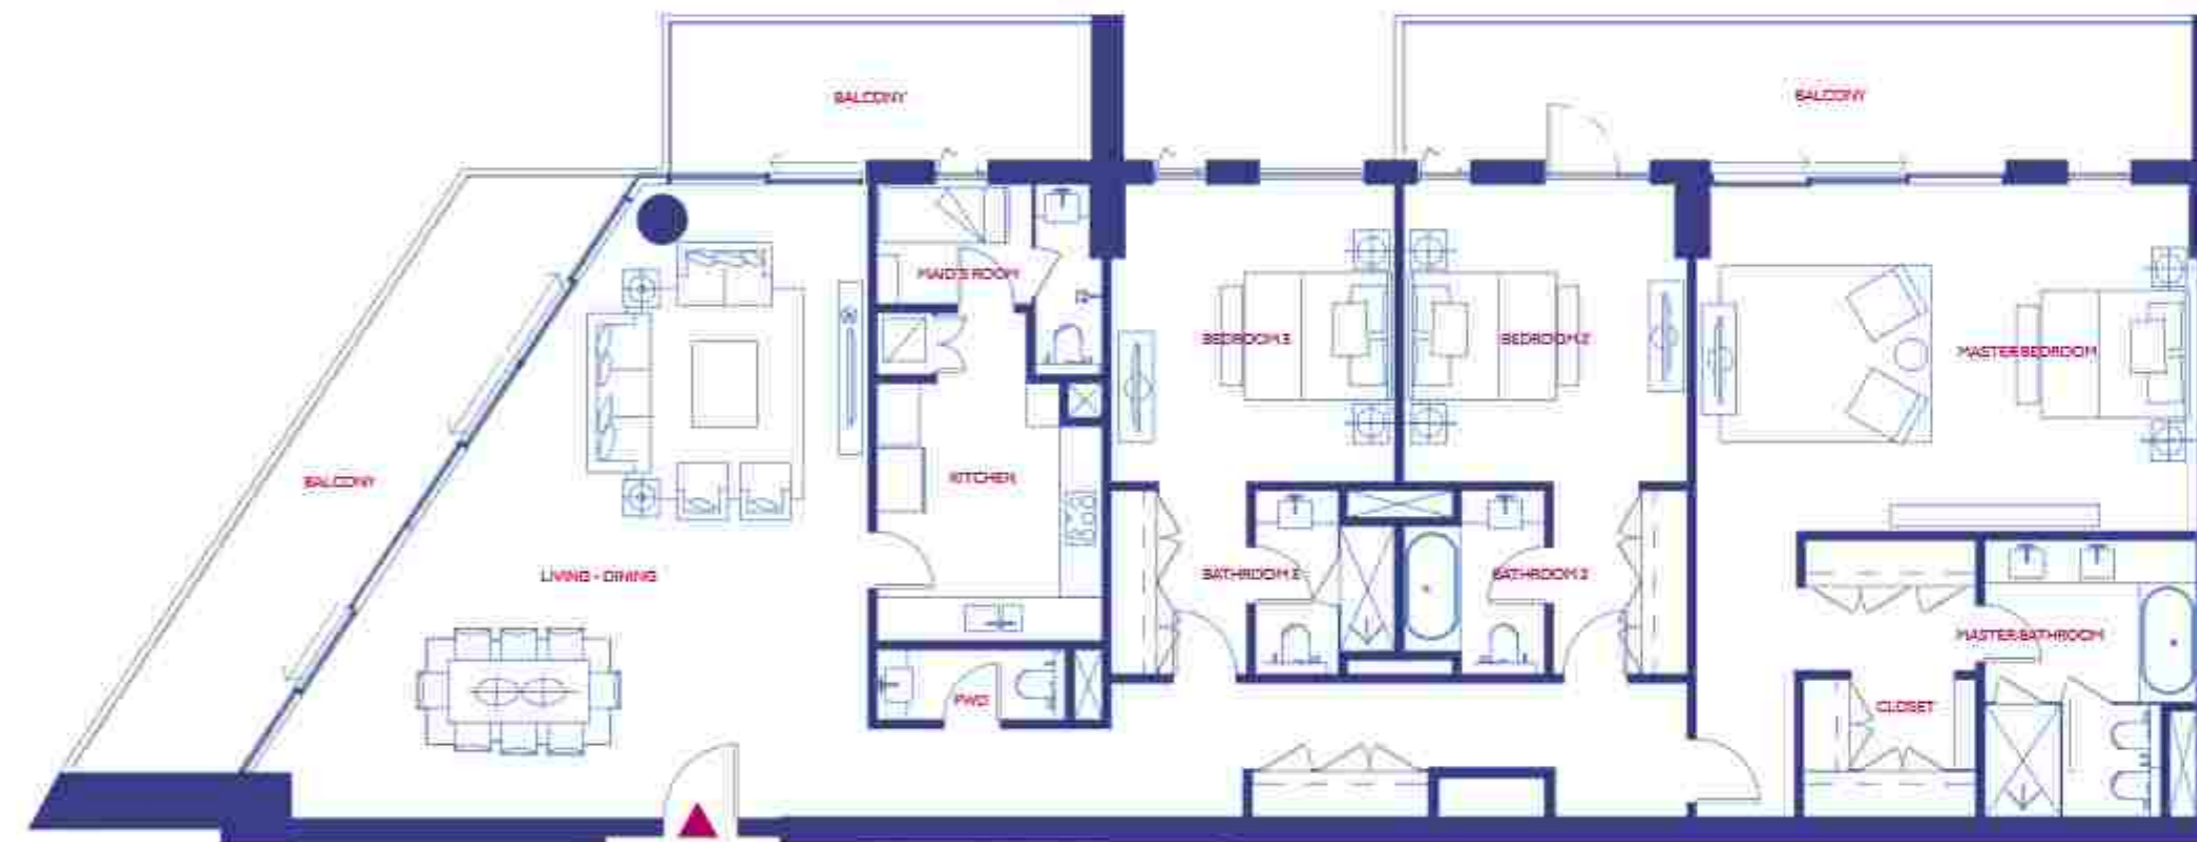 BALCONY
BALCONY
MAID'S ROOM
BEDROOM 3
BEDROOM 2
MASTER BEDROOM
BALCONY
KITCHEN
LIVING - DINING
BATHROOM 3
BATHROOM 2
MASTER BATHROOM
PWD
CLOSET